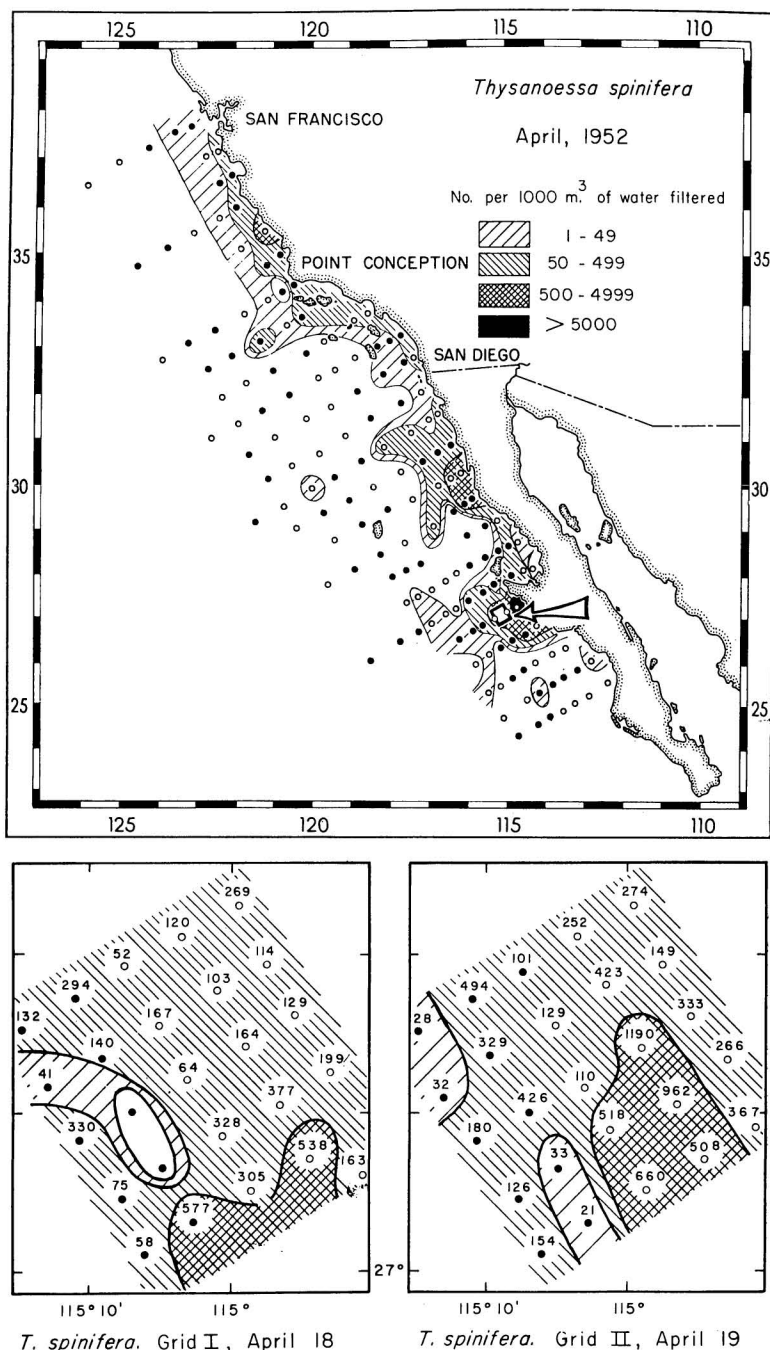 125 120 115 110
Thysanoessa spinifera
SAN FRANCISCO
April, 1952
No. per 1000 m.³ of water filtered
1 - 49
35 POINT CONCEPTION 50 - 499 35
500 - 4999
> 5000
SAN DIEGO
30 30
25 25
125 120 115 110
269
120
52 114
294 103
132 167 129
140 164
41 64 199
377
330 328
538
75 305 163
577
58
115°10' 115°
T. spinifera. Grid I, April 18
274
252
101 149
494 423
28 129 333
329 1190
32 110 266
426 962
180 518 367
33 508
126 660
21
154
27°
115°10' 115°
T. spinifera. Grid II, April 19